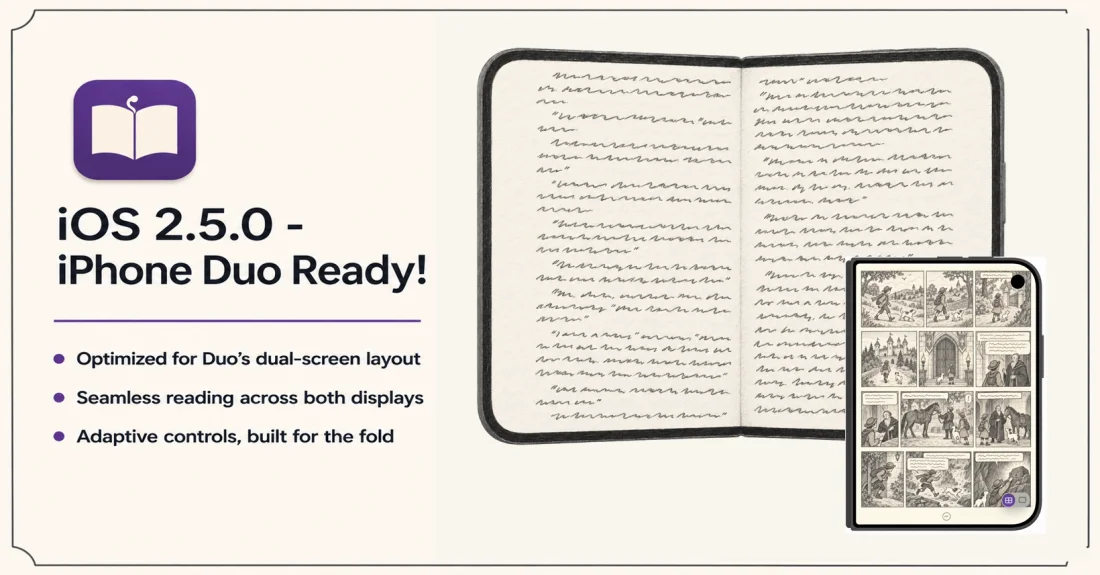 iOS 2.5.0 -
iPhone Duo Ready!
Optimized for Duo's dual-screen layout
Seamless reading across both displays
Adaptive controls, built for the fold